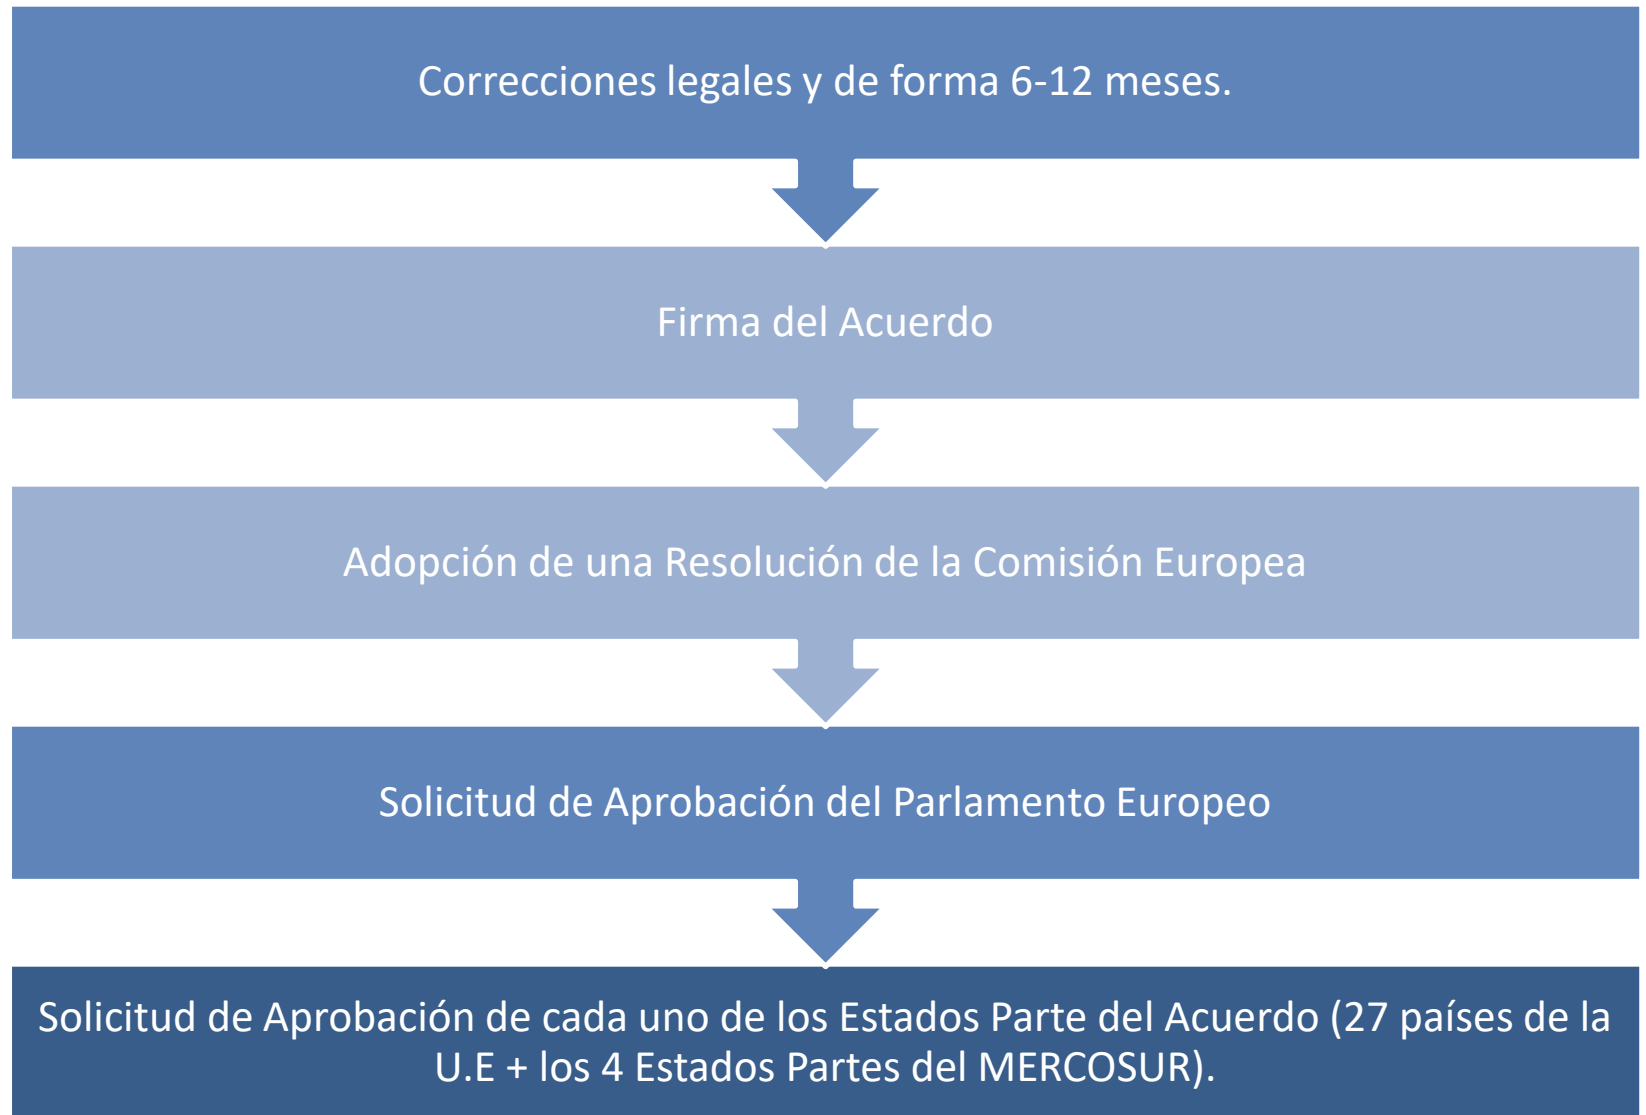 Correcciones legales y de forma 6-12 meses.
Firma del Acuerdo
Adopción de una Resolución de la Comisión Europea
Solicitud de Aprobación del Parlamento Europeo
Solicitud de Aprobación de cada uno de los Estados Parte del Acuerdo (27 países de la
U.E + los 4 Estados Partes del MERCOSUR).